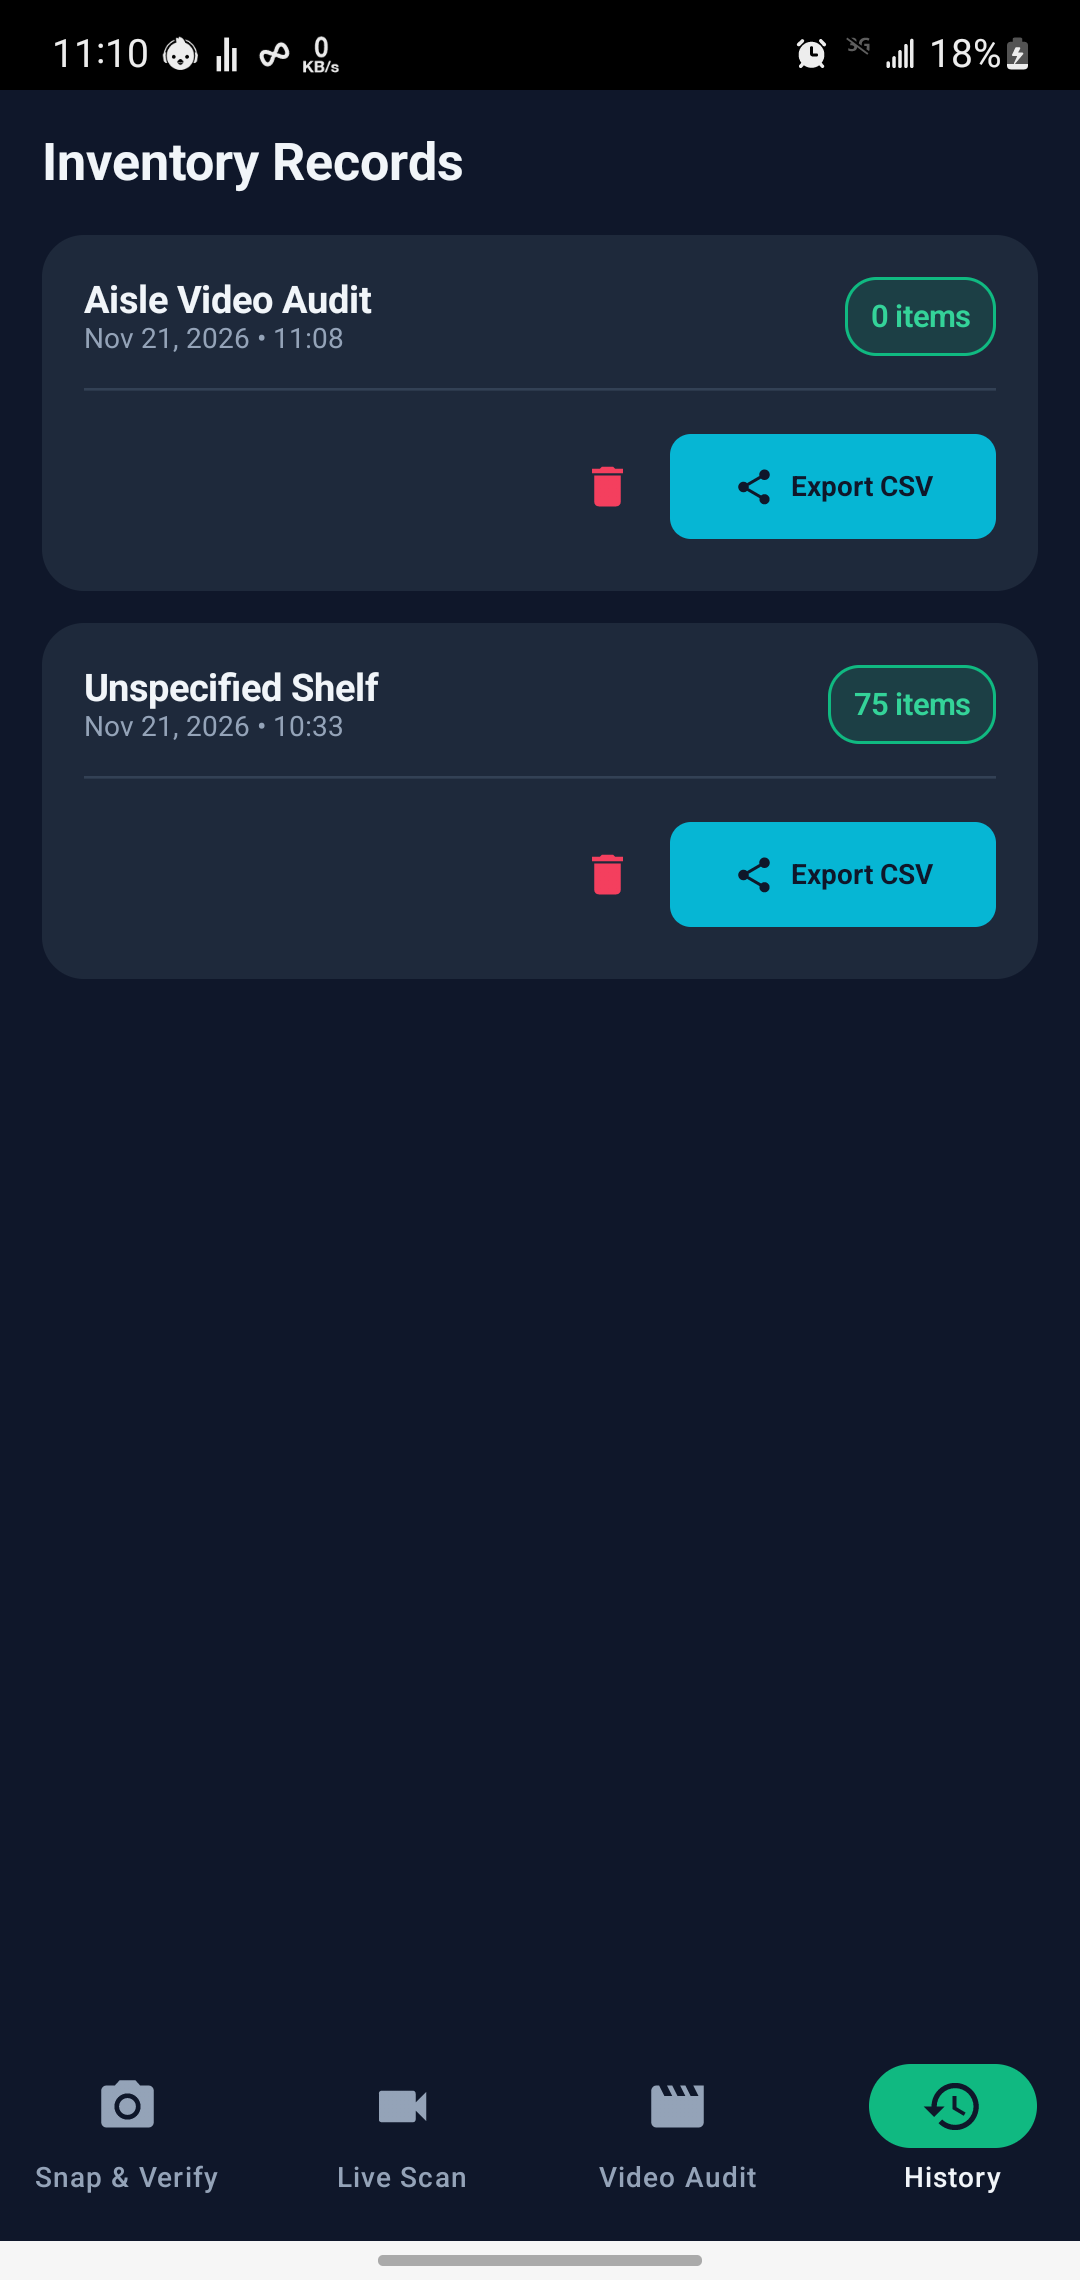 11:10 0 KB/s 18%
Inventory Records
Aisle Video Audit
Nov 21, 2026 • 11:08
0 items
Export CSV
Unspecified Shelf
Nov 21, 2026 • 10:33
75 items
Export CSV
Snap & Verify Live Scan Video Audit History